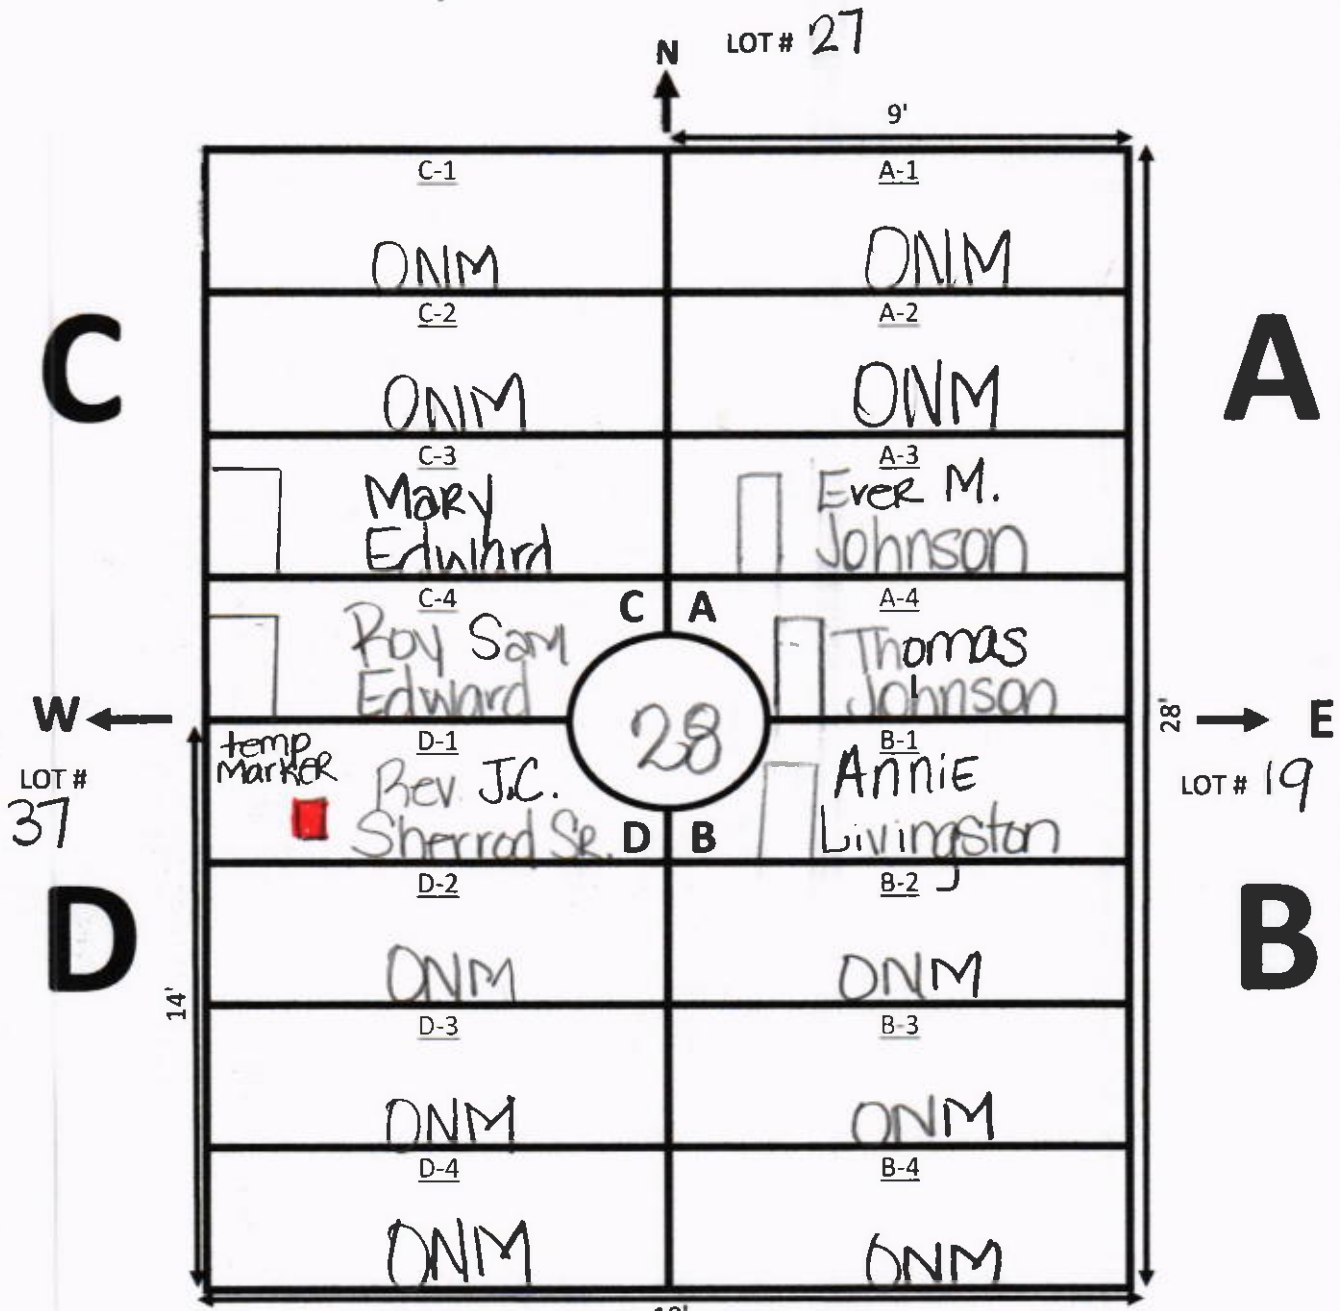 LOT # 27
N
9'
C-1
ONM
A-1
ONM
C-2
ONM
A-2
ONM
C
A
C-3
Mary
Edward
A-3
Ever M.
Johnson
C-4
Roy Sam
Edward
C A
A-4
Thomas
Johnson
W
28
28'
E
LOT #
37
temp
Marker
D-1
Rev. J.C.
Sherrod Sr.
D B
B-1
Annie
Livingston
LOT # 19
D
B
14'
D-2
ONM
B-2
ONM
D-3
ONM
B-3
ONM
D-4
ONM
B-4
ONM